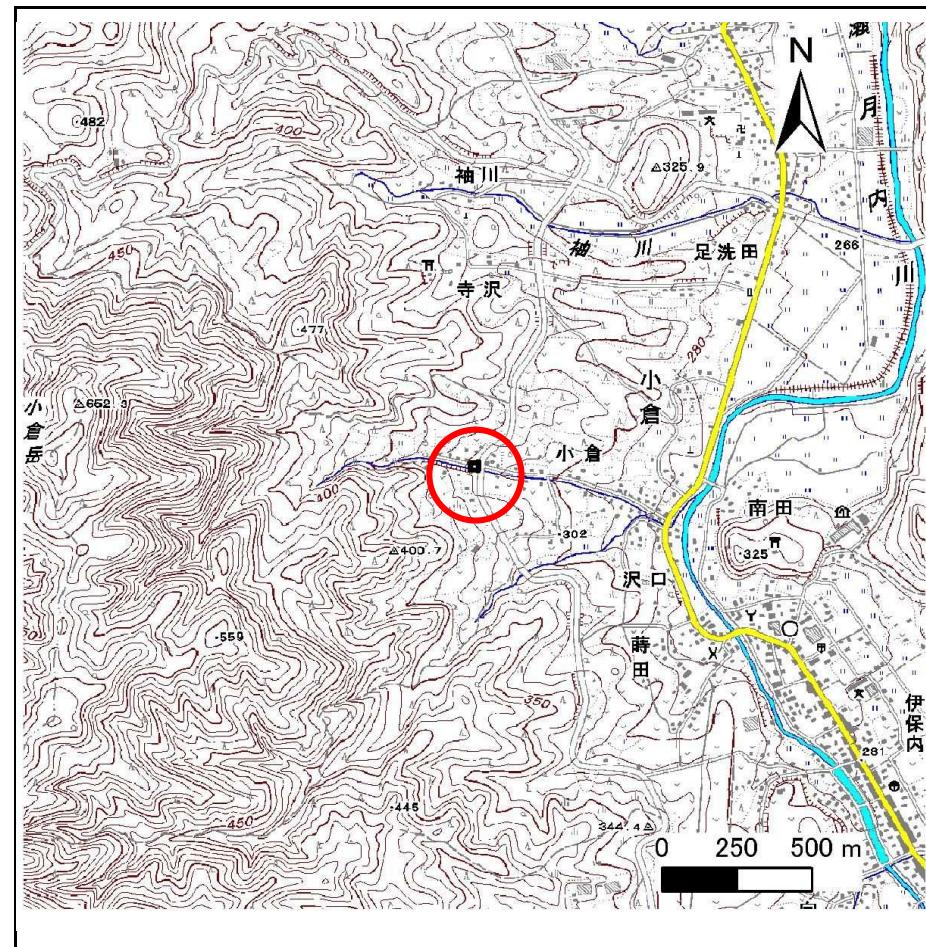 瀬月内川
N
・482
400
袖川
△325.9
袖川
266
足洗田
450
寺沢
・477
280
小倉
△652.3
小倉岳
小倉
400
南田
・302
・325
△400.7
沢口
・559
蒔田
350
伊保内
281
・445
344.4△
450
0 250 500 m